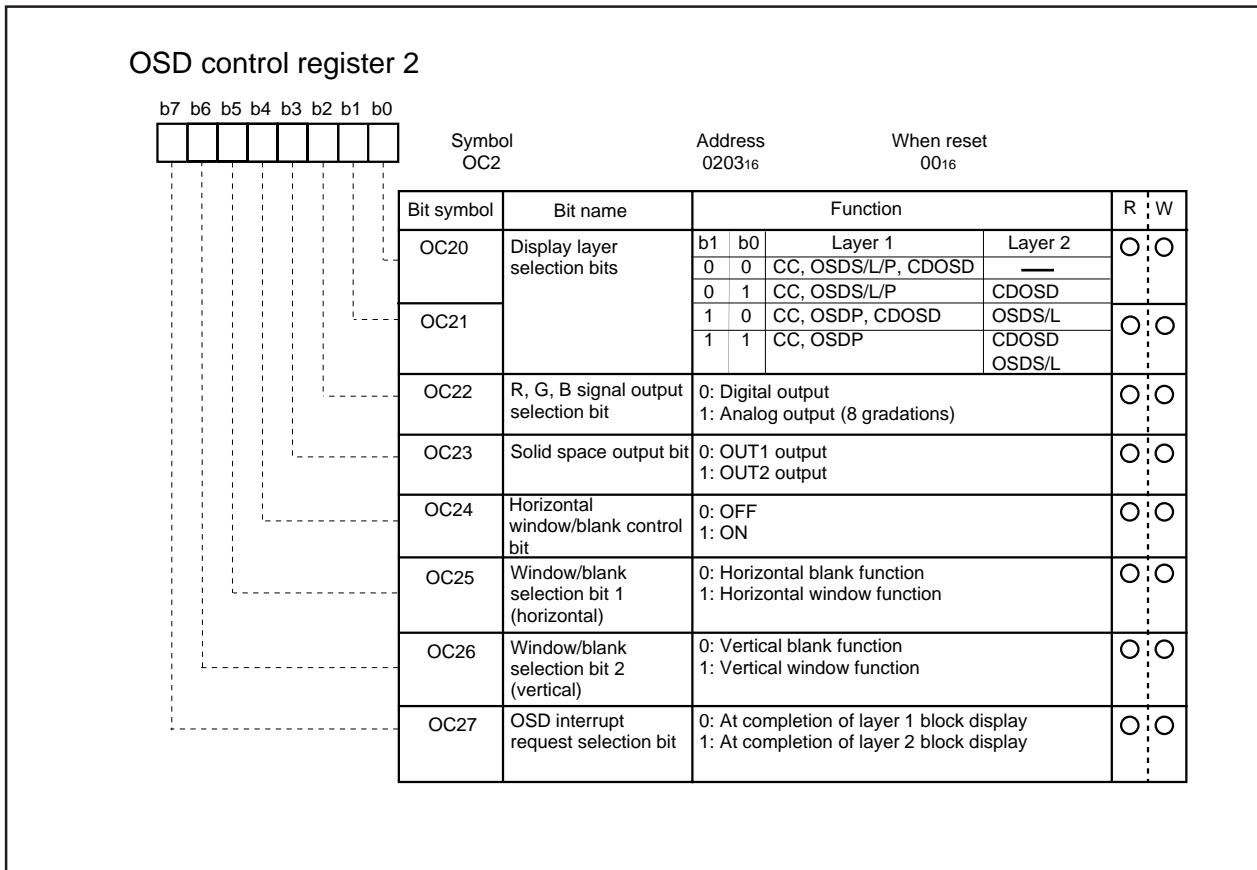 OSD control register 2
b7 b6 b5 b4 b3 b2 b1 b0
Symbol Address When reset
OC2 020316 0016
Bit symbol Bit name Function R W
OC20 Display layer selection bits
b1 b0 Layer 1 Layer 2
0 0 CC, OSDS/L/P, CDOSD —
0 1 CC, OSDS/L/P CDOSD
OC21
1 0 CC, OSDP, CDOSD OSDS/L
1 1 CC, OSDP CDOSD
OSDS/L
OC22 R, G, B signal output 0: Digital output
selection bit 1: Analog output (8 gradations)
OC23 Solid space output bit 0: OUT1 output
1: OUT2 output
OC24 Horizontal 0: OFF
window/blank control 1: ON
bit
OC25 Window/blank 0: Horizontal blank function
selection bit 1 1: Horizontal window function
(horizontal)
OC26 Window/blank 0: Vertical blank function
selection bit 2 1: Vertical window function
(vertical)
OC27 OSD interrupt 0: At completion of layer 1 block display
request selection bit 1: At completion of layer 2 block display